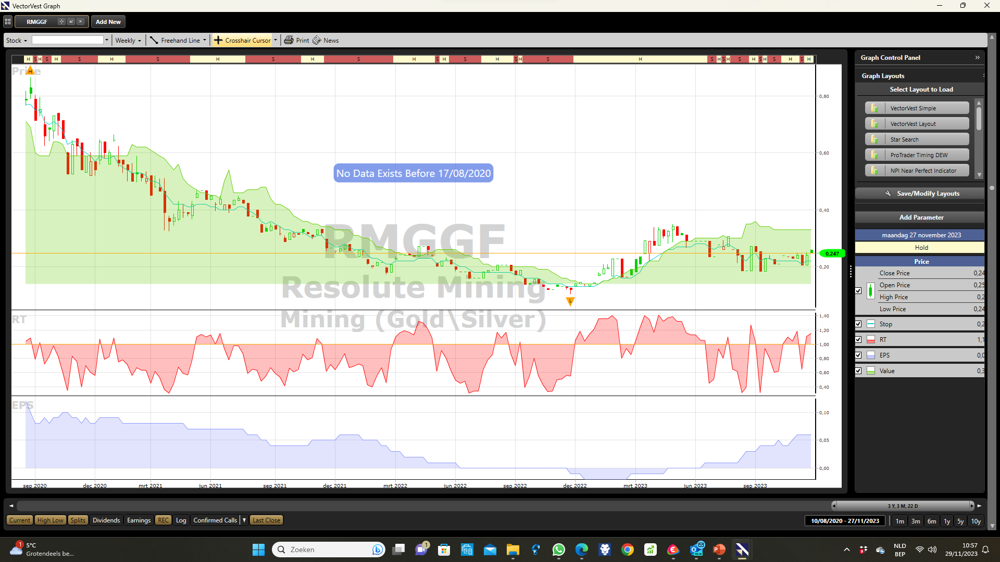 VectorVest Graph
RMGGF
Add New
Stock
Weekly
Freehand Line
Crosshair Cursor
Print
News
H S H S H S H S H S H S H S H S H S H S H S H S H S H S H S H S H S H
Price
H
No Data Exists Before 17/08/2020
RMGGF
Resolute Mining
Mining (Gold\Silver)
L
0,80
0,60
0,40
0,247
0,20
RT
1,40
1,20
1,00
0,80
0,60
0,40
EPS
0,10
0,05
0,00
sep 2020 dec 2020 mrt 2021 jun 2021 sep 2021 dec 2021 mrt 2022 jun 2022 sep 2022 dec 2022 mrt 2023 jun 2023 sep 2023
Graph Control Panel
Graph Layouts
Select Layout to Load
VectorVest Simple
VectorVest Layout
Star Search
ProTrader Timing DEW
NPI Near Perfect Indicator
Save/Modify Layouts
Add Parameter
maandag 27 november 2023
Hold
Price
Close Price 0,24
Open Price 0,25
High Price 0,2
Low Price 0,24
Stop 0,2
RT 1,1
EPS 0,0
Value 0,3
3 Y, 3 M, 22 D
Current
High Low
Splits
Dividends
Earnings
REC
Log
Confirmed Calls
Last Close
10/08/2020 - 27/11/2023
1m
3m
6m
1y
5y
10y
1
5°C
Grotendeels be...
Zoeken
1
NEW
NLD
BEP
10:57
29/11/2023